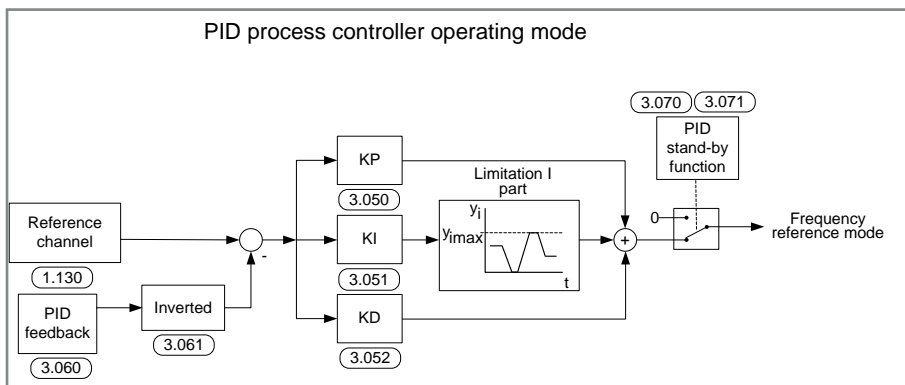 PID process controller operating mode
3.070
3.071
PID
stand-by
function
KP
3.050
Limitation I
part
yi
yimax
t
0
Frequency
reference mode
Reference
channel
1.130
-
KI
3.051
+
PID
feedback
3.060
Inverted
3.061
KD
3.052